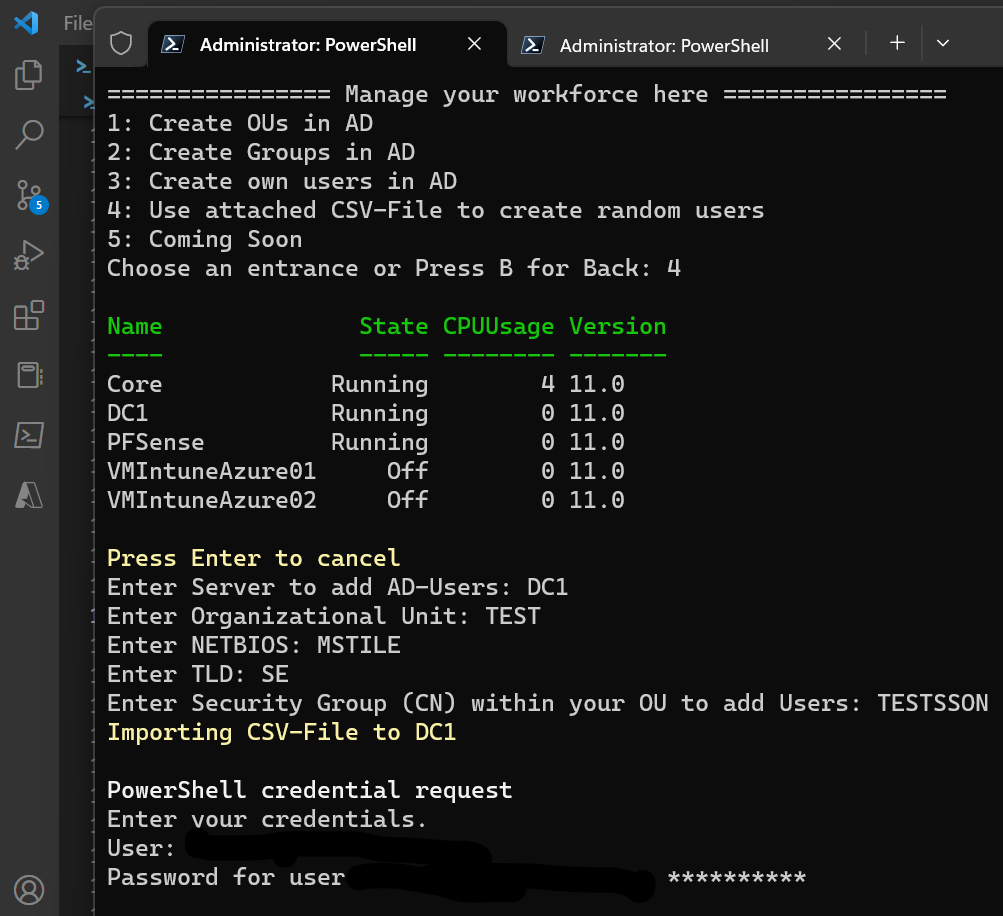 File
Administrator: PowerShell
Administrator: PowerShell
================ Manage your workforce here ================
1: Create OUs in AD
2: Create Groups in AD
3: Create own users in AD
4: Use attached CSV-File to create random users
5: Coming Soon
Choose an entrance or Press B for Back: 4
Name State CPUUsage Version
---- ----- -------- -------
Core Running 4 11.0
DC1 Running 0 11.0
PFSense Running 0 11.0
VMIntuneAzure01 Off 0 11.0
VMIntuneAzure02 Off 0 11.0
Press Enter to cancel
Enter Server to add AD-Users: DC1
Enter Organizational Unit: TEST
Enter NETBIOS: MSTILE
Enter TLD: SE
Enter Security Group (CN) within your OU to add Users: TESTSSON
Importing CSV-File to DC1
PowerShell credential request
Enter your credentials.
User:
Password for user **********
5